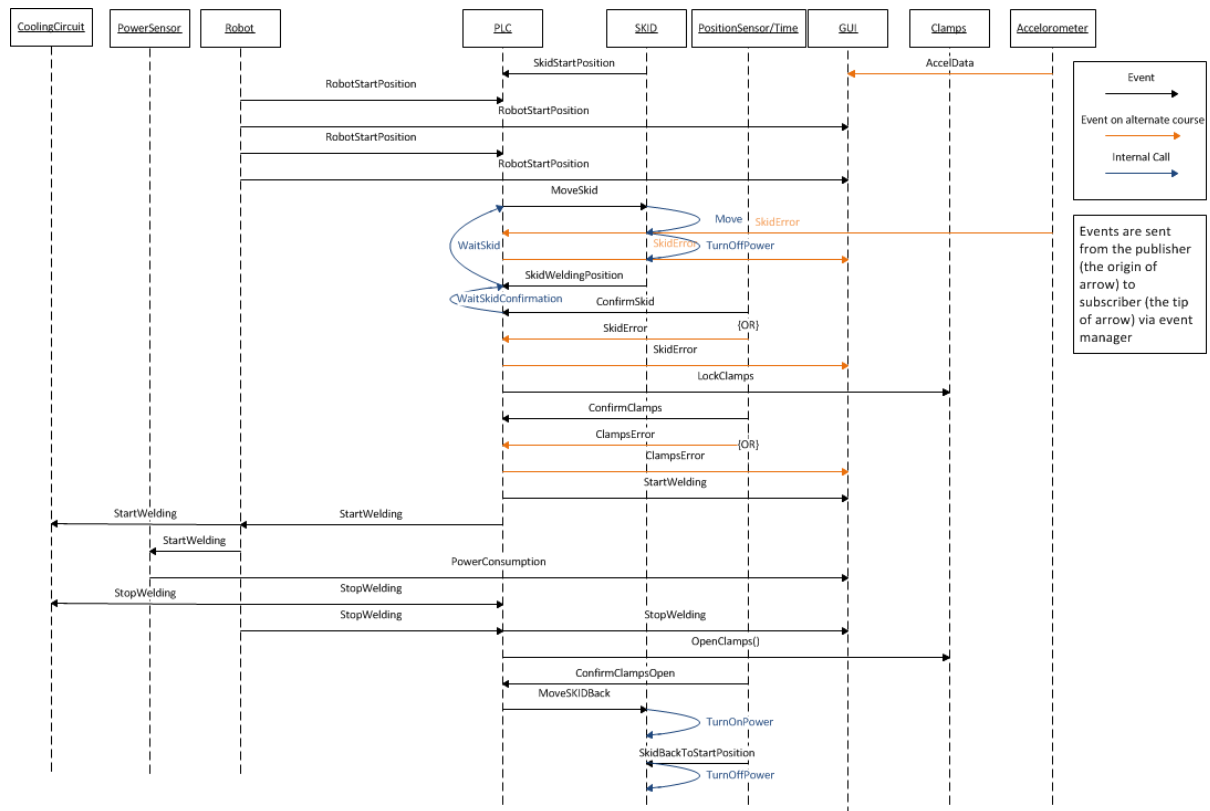 CoolingCircuit
PowerSensor
Robot
PLC
SKID
PositionSensor/Time
GUI
Clamps
Accelorometer
SkidStartPosition
AccelData
RobotStartPosition
RobotStartPosition
RobotStartPosition
RobotStartPosition
MoveSkid
Move
SkidError
WaitSkid
SkidError
TurnOffPower
SkidWeldingPosition
WaitSkidConfirmation
ConfirmSkid
{OR}
SkidError
SkidError
LockClamps
ConfirmClamps
ClampsError
{OR}
ClampsError
StartWelding
StartWelding
StartWelding
StartWelding
PowerConsumption
StopWelding
StopWelding
StopWelding
StopWelding
OpenClamps()
ConfirmClampsOpen
MoveSKIDBack
TurnOnPower
SkidBackToStartPosition
TurnOffPower
Event
Event on alternate course
Internal Call
Events are sent
from the publisher
(the origin of
arrow) to
subscriber (the tip
of arrow) via event
manager